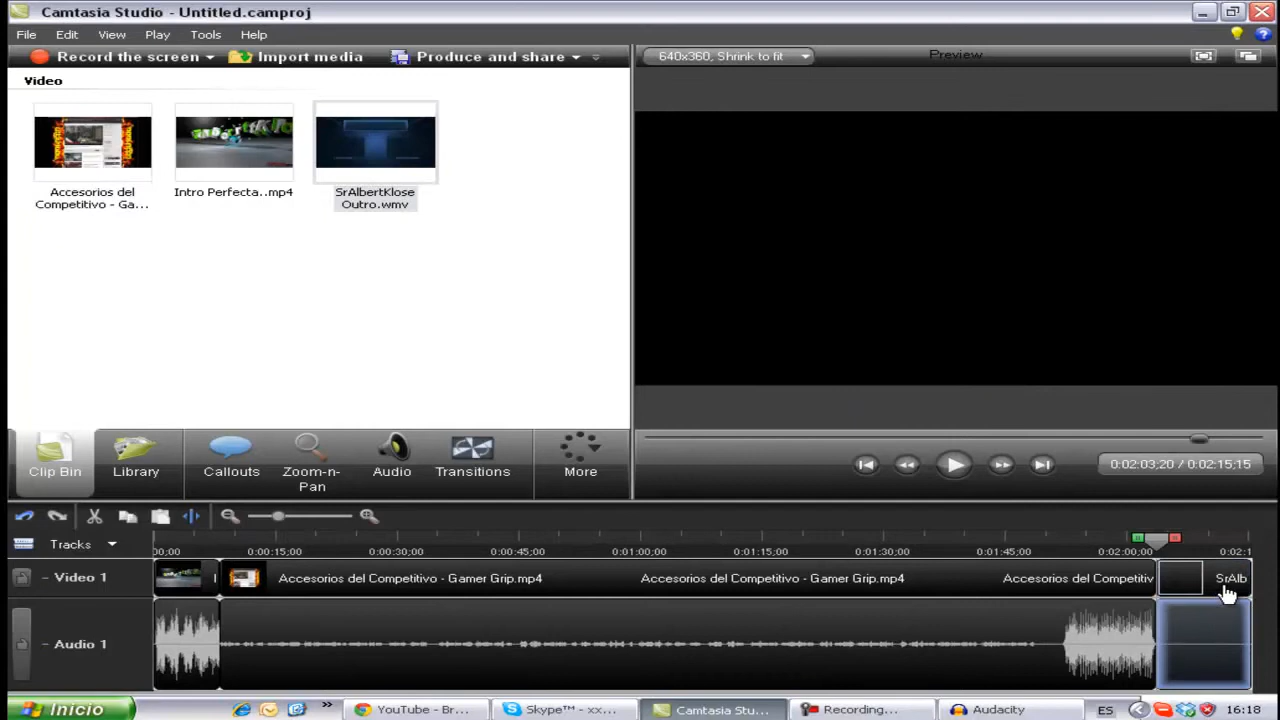 Camtasia Studio - Untitled.camproj
File Edit View Play Tools Help
Record the screen Import media Produce and share
640x360, Shrink to fit Preview
Video
Accesorios del
Competitivo - Ga...
Intro Perfecta..mp4
SrAlbertKlose
Outro.wmv
Clip Bin Library Callouts Zoom-n-
Pan Audio Transitions More
0:02:03;20 / 0:02:15;15
Tracks
00;00 0:00:15;00 0:00:30;00 0:00:45;00 0:01:00;00 0:01:15;00 0:01:30;00 0:01:45;00 0:02:00;00 0:02:1
Video 1 Accesorios del Competitivo - Gamer Grip.mp4 Accesorios del Competitivo - Gamer Grip.mp4 Accesorios del Competitiv SrAlb
Audio 1
Inicio YouTube - Br... Skype™ - xx... Camtasia Stu... Recording... Audacity ES 16:18